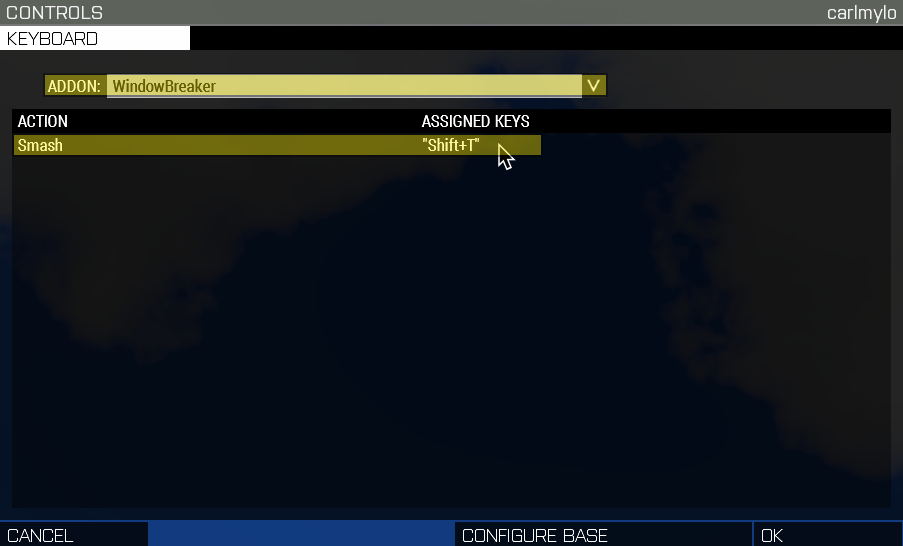 CONTROLS carlmylo
KEYBOARD
ADDON: WindowBreaker
ACTION ASSIGNED KEYS
Smash "Shift+T"
CANCEL CONFIGURE BASE OK